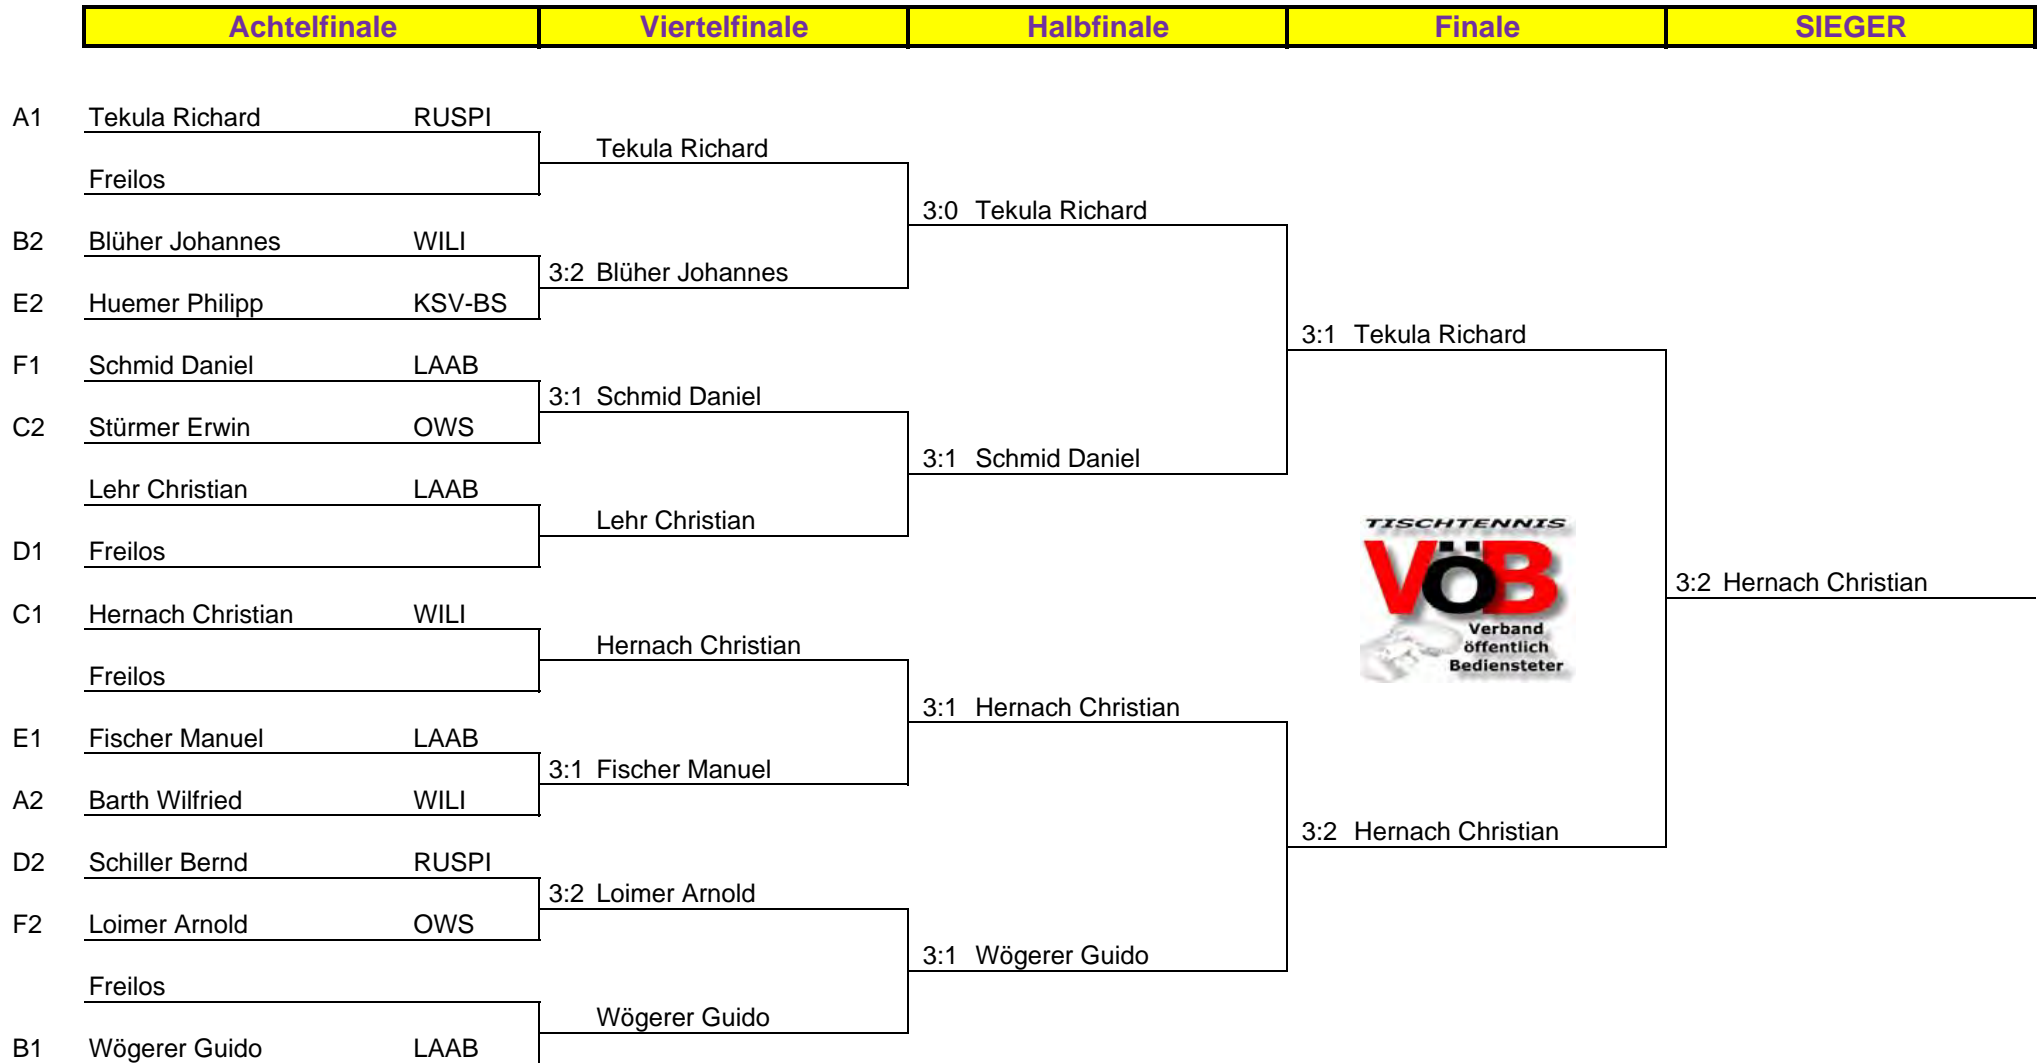 Achtelfinale Viertelfinale Halbfinale Finale SIEGER
A1 Tekula Richard RUSPI
Tekula Richard
Freilos
3:0 Tekula Richard
B2 Blüher Johannes WILI
3:2 Blüher Johannes
E2 Huemer Philipp KSV-BS
3:1 Tekula Richard
F1 Schmid Daniel LAAB
3:1 Schmid Daniel
C2 Stürmer Erwin OWS
3:1 Schmid Daniel
Lehr Christian LAAB
Lehr Christian
TISCHTENNIS
D1 Freilos
VÖB
3:2 Hernach Christian
C1 Hernach Christian WILI
Verband
öffentlich
Bediensteter
Hernach Christian
Freilos
3:1 Hernach Christian
E1 Fischer Manuel LAAB
3:1 Fischer Manuel
A2 Barth Wilfried WILI
3:2 Hernach Christian
D2 Schiller Bernd RUSPI
3:2 Loimer Arnold
F2 Loimer Arnold OWS
3:1 Wögerer Guido
Freilos
Wögerer Guido
B1 Wögerer Guido LAAB